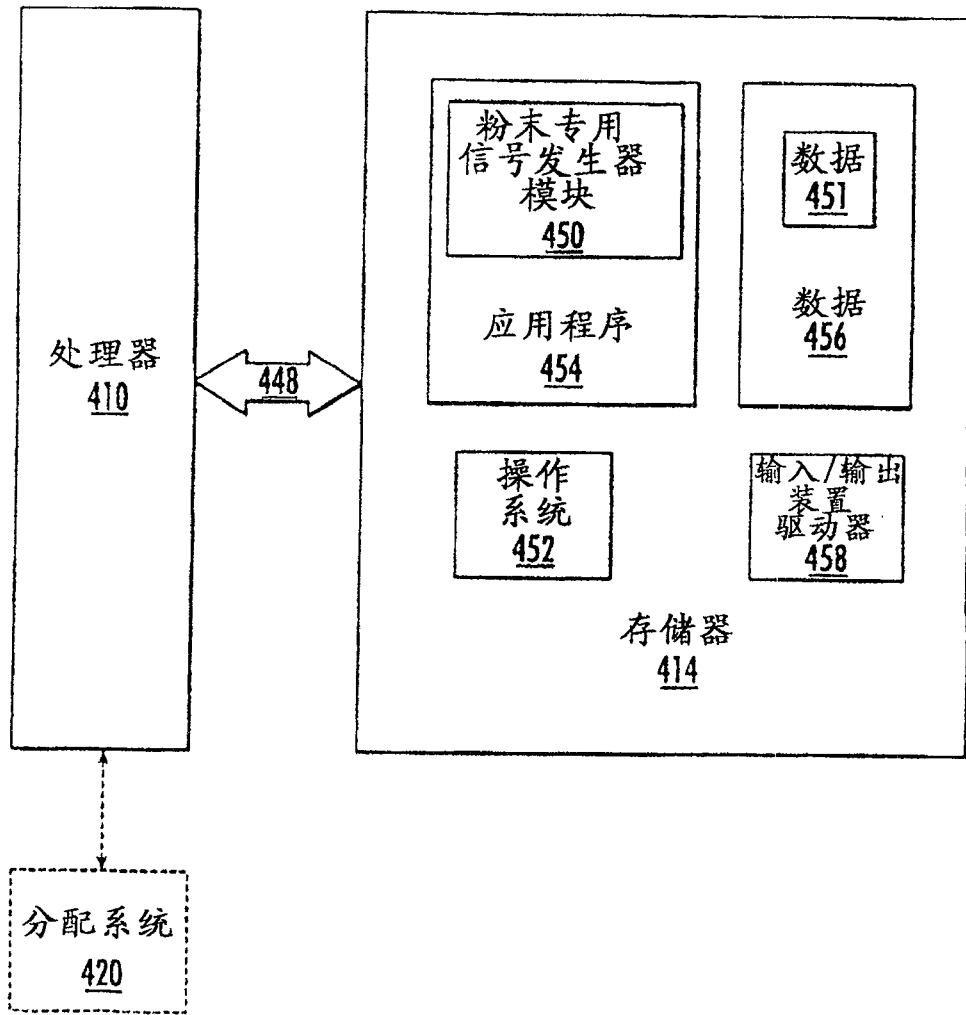 处理器
410
448
粉末专用
信号发生器
模块
450
应用程序
454
数据
451
数据
456
操作
系统
452
输入/输出
装置
驱动器
458
存储器
414
分配系统
420